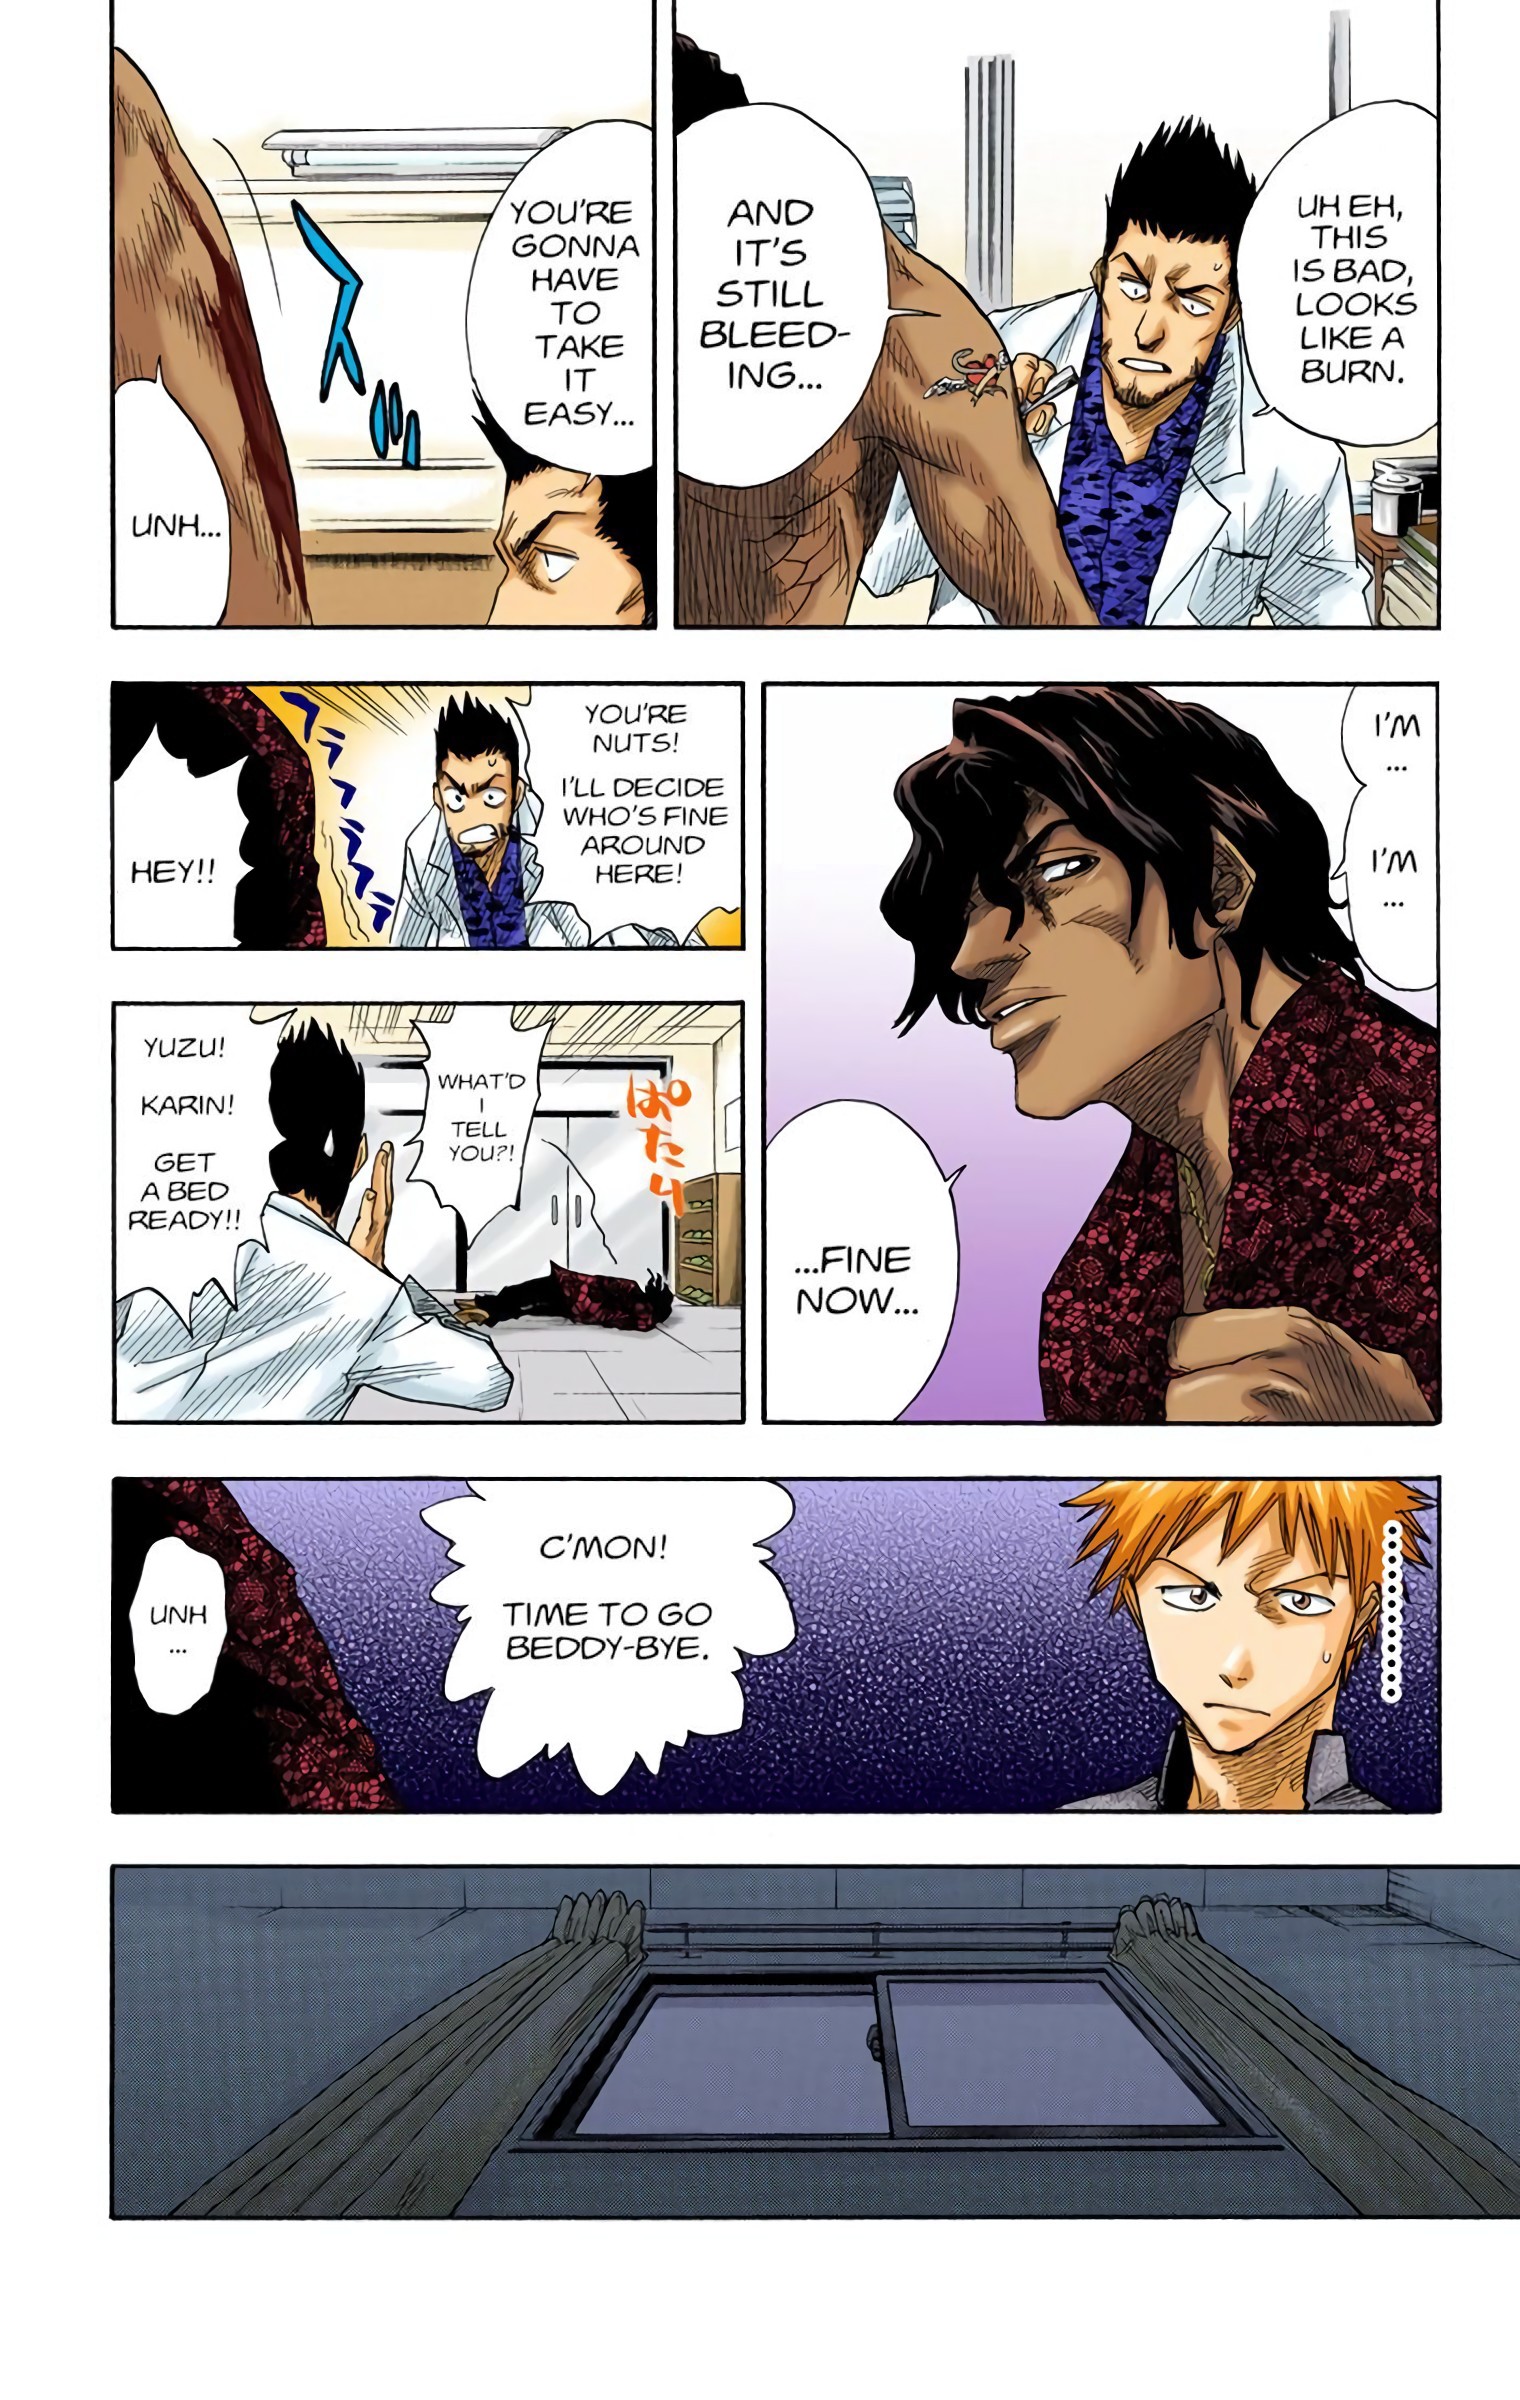 UH EH,
THIS
IS BAD,
LOOKS
LIKE A
BURN.
AND
IT'S
STILL
BLEED-
ING...
YOU'RE
GONNA
HAVE
TO
TAKE
IT
EASY...
UNH...
I'M
...
I'M
...
...FINE
NOW...
YOU'RE
NUTS!
I'LL DECIDE
WHO'S FINE
AROUND
HERE!
HEY!!
WHAT'D
I
TELL
YOU?!
ぱたり
YUZU!
KARIN!
GET
A BED
READY!!
C'MON!
TIME TO GO
BEDDY-BYE.
UNH
...